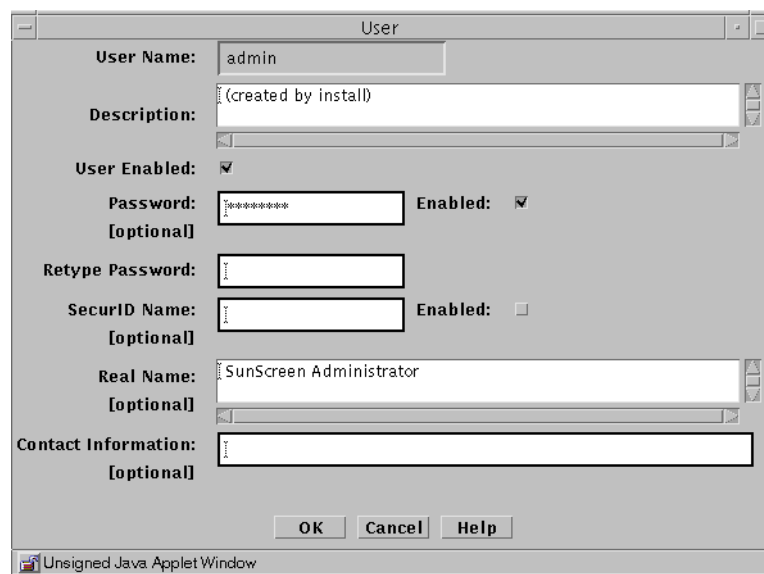 User
User Name: admin
Description: (created by install)
User Enabled:
Password: ******** Enabled:
[optional]
Retype Password:
SecurID Name: Enabled:
[optional]
Real Name: SunScreen Administrator
[optional]
Contact Information:
[optional]
OK Cancel Help
Unsigned Java Applet Window